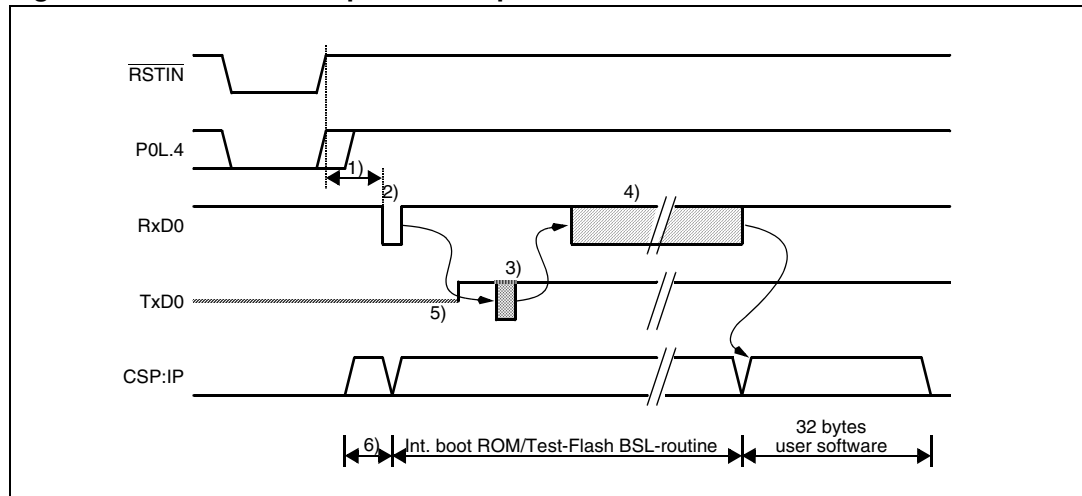 RSTIN
P0L.4
1)
2)
4)
RxD0
3)
TxD0
5)
CSP:IP
6)
Int. boot ROM/Test-Flash BSL-routine
32 bytes
user software